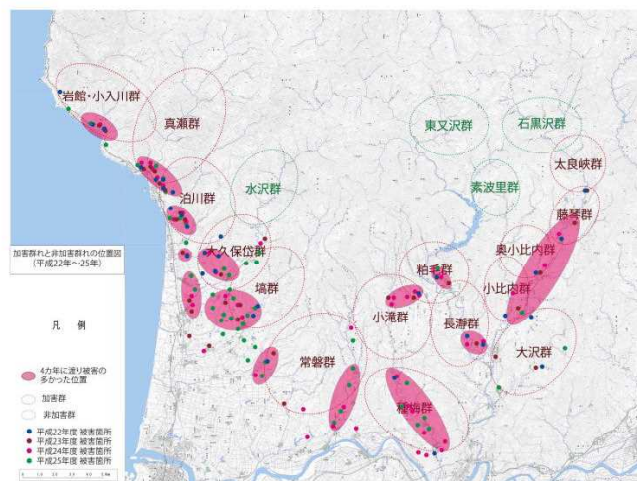 岩館・小入川群
真瀬群
東又沢群
石黒沢群
太良峡群
素波里群
泊川群
水沢群
藤琴群
加害群れと非加害群れの位置図
(平成22年~25年)
大久保岱群
奥小比内群
粕毛群
小比内群
塙群
小滝群
長瀞群
大沢群
凡 例
常磐群
4カ年に渡り被害の
多かった位置
種梅群
加害群
非加害群
平成22年度 被害箇所
平成23年度 被害箇所
平成24年度 被害箇所
平成25年度 被害箇所